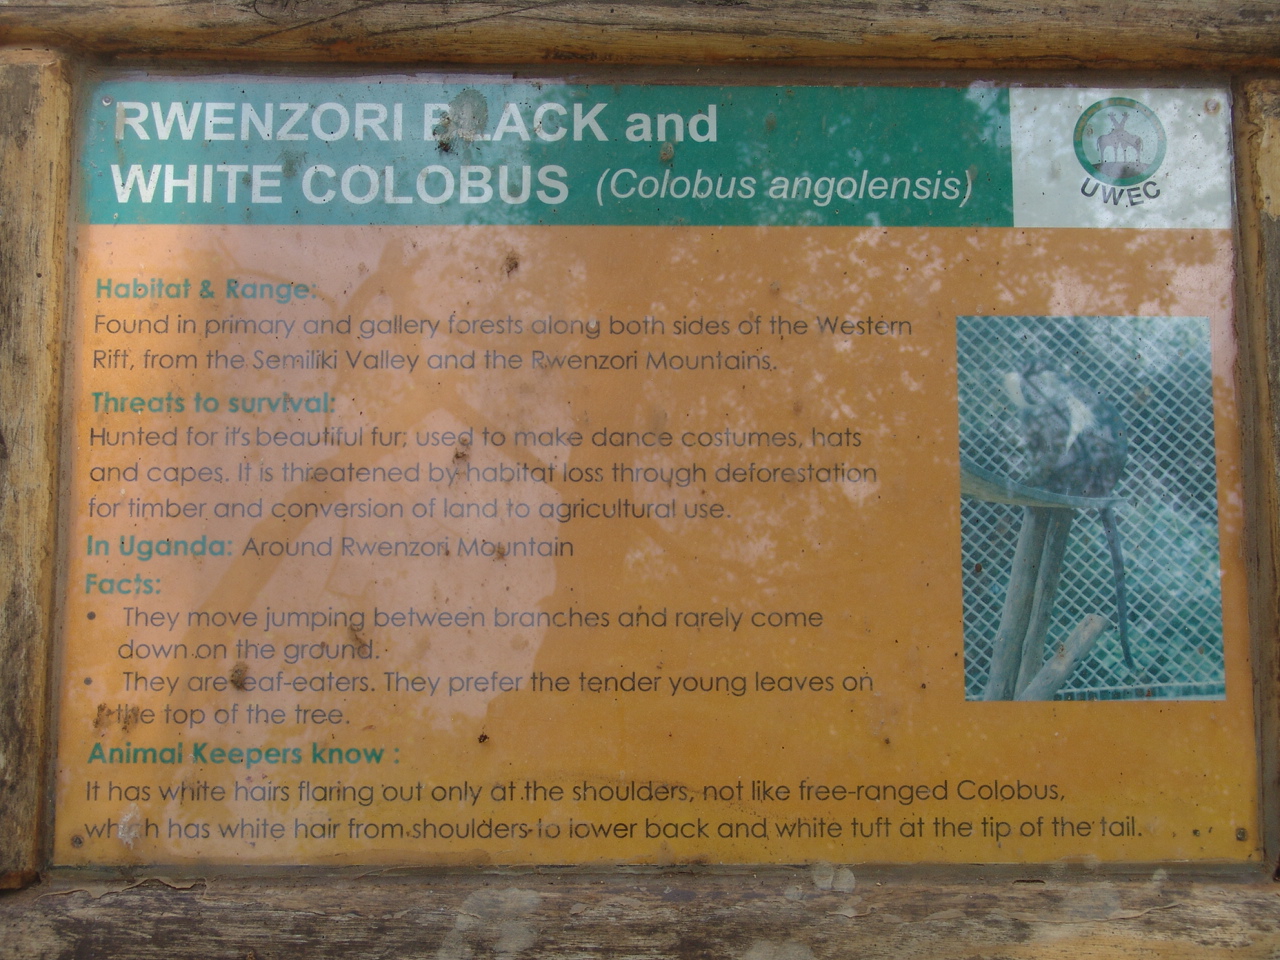 RWENZORI BLACK and
WHITE COLOBUS (Colobus angolensis)
UWEC
Habitat & Range:
Found in primary and gallery forests along both sides of the Western
Rift, from the Semiliki Valley and the Rwenzori Mountains.
Threats to survival:
Hunted for it's beautiful fur; used to make dance costumes, hats
and capes. It is threatened by habitat loss through deforestation
for timber and conversion of land to agricultural use.
In Uganda: Around Rwenzori Mountain
Facts:
• They move jumping between branches and rarely come
down on the ground.
• They are leaf-eaters. They prefer the tender young leaves on
the top of the tree.
Animal Keepers know :
It has white hairs flaring out only at the shoulders, not like free-ranged Colobus,
which has white hair from shoulders to lower back and white tuft at the tip of the tail.